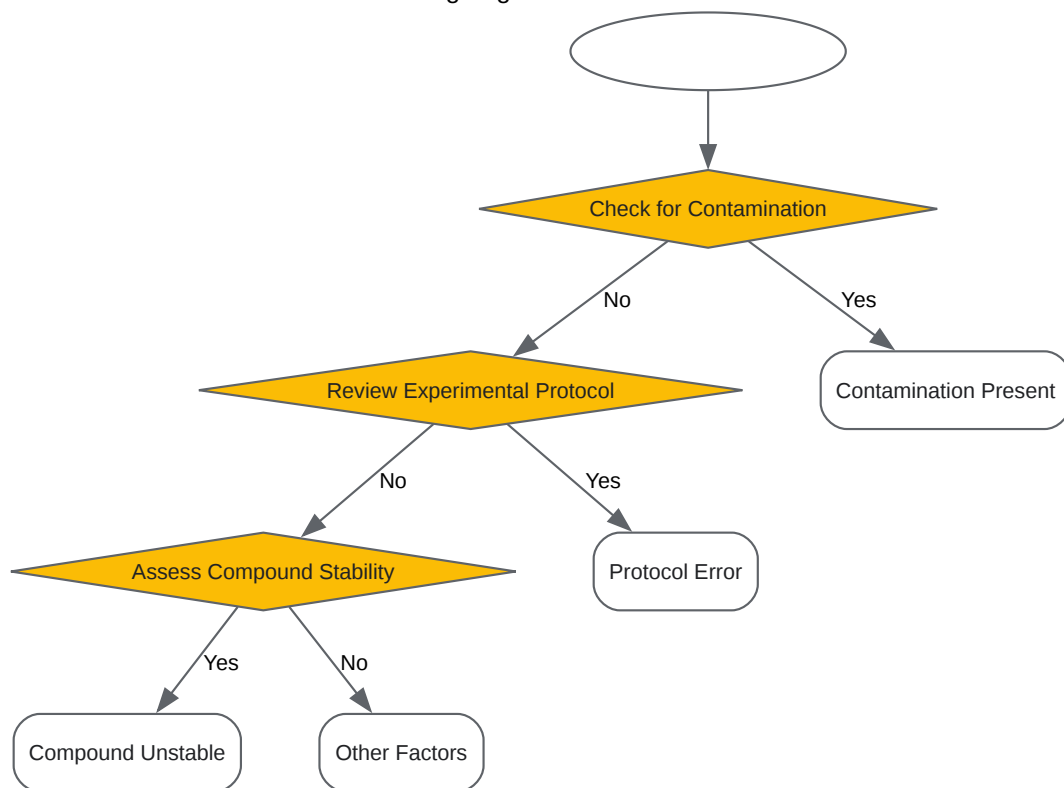 Check for Contamination
No
Yes
Review Experimental Protocol
Contamination Present
No
Yes
Assess Compound Stability
Protocol Error
Yes
No
Compound Unstable
Other Factors